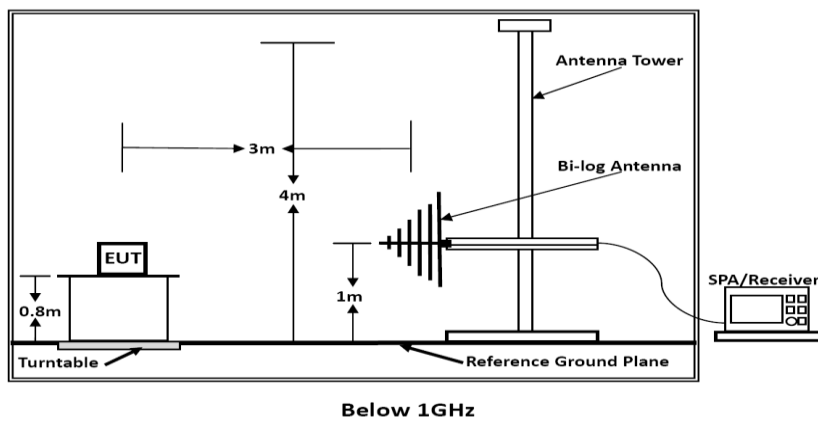 Antenna Tower
3m
Bi-log Antenna
4m
EUT
SPA/Receiver
0.8m
1m
Turntable
Reference Ground Plane
Below 1GHz